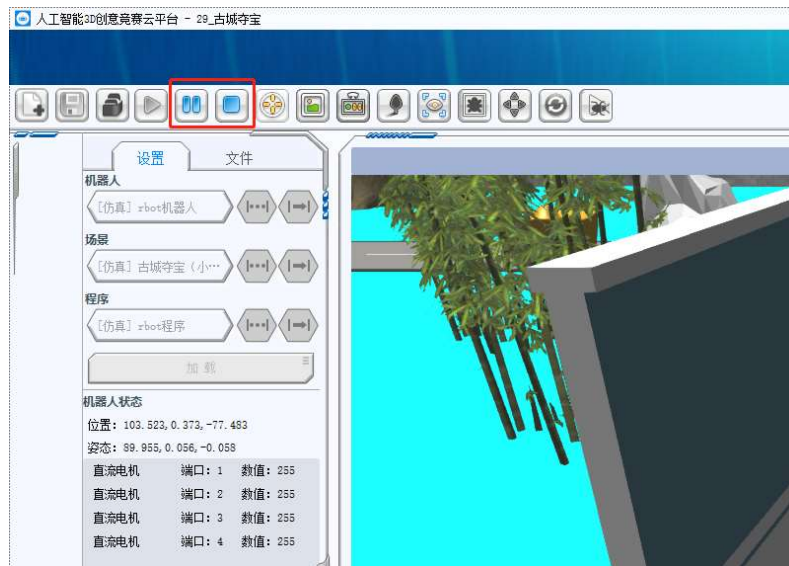 人工智能3D创意竞赛云平台 - 29_古城夺宝
设置 文件
机器人
[仿真] rbot机器人
场景
[仿真] 古城夺宝（小…
程序
[仿真] rbot程序
加 载
机器人状态
位置: 103.523, 0.373, -77.483
姿态: 89.955, 0.056, -0.058
直流电机 端口: 1 数值: 255
直流电机 端口: 2 数值: 255
直流电机 端口: 3 数值: 255
直流电机 端口: 4 数值: 255